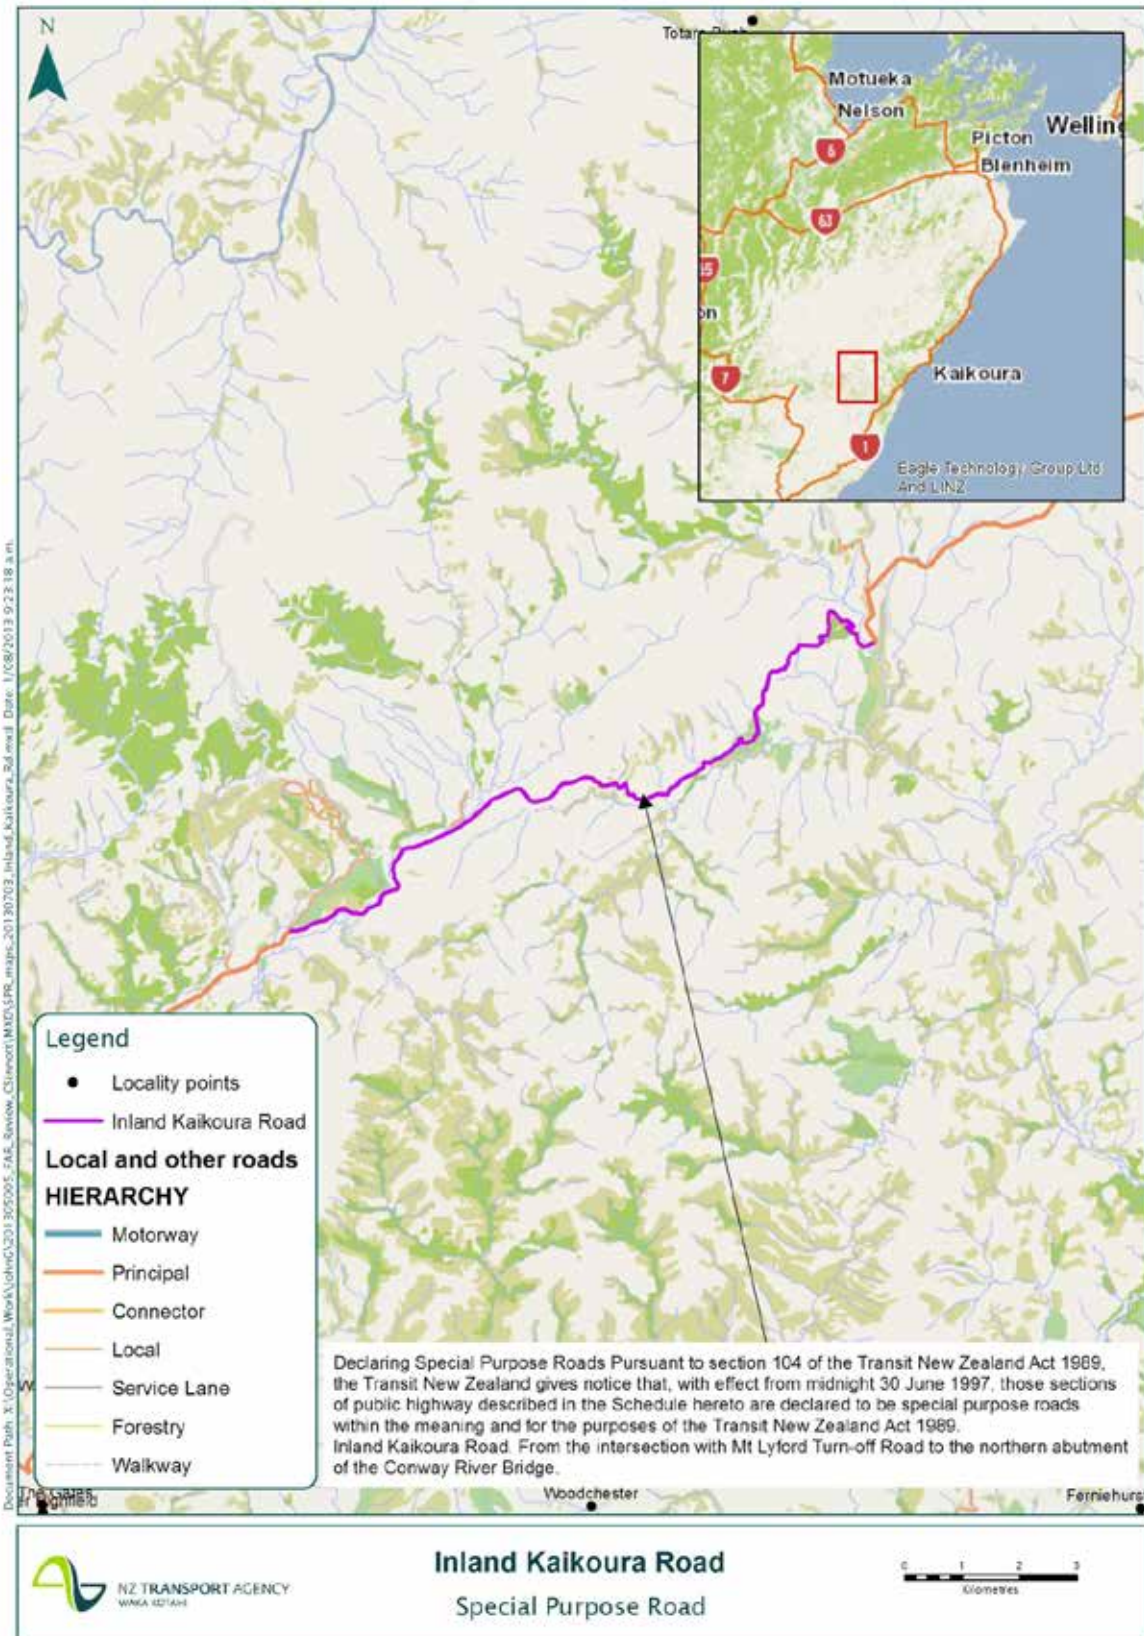 N
Totara Bush
Motueka
Nelson
Picton
Welling
Blenheim
6
63
65
on
7
Kaikoura
1
Eagle Technology Group Ltd
And LINZ
Legend
Locality points
Inland Kaikoura Road
Local and other roads
HIERARCHY
Motorway
Principal
Connector
Local
Service Lane
Forestry
Walkway
Declaring Special Purpose Roads Pursuant to section 104 of the Transit New Zealand Act 1989,
the Transit New Zealand gives notice that, with effect from midnight 30 June 1997, those sections
of public highway described in the Schedule hereto are declared to be special purpose roads
within the meaning and for the purposes of the Transit New Zealand Act 1989.
Inland Kaikoura Road. From the intersection with Mt Lyford Turn-off Road to the northern abutment
of the Conway River Bridge.
The Gates
Woodchester
Ferniehurs
NZ TRANSPORT AGENCY
WAKA KOTAHI
Inland Kaikoura Road
Special Purpose Road
0 1 2 3
Kilometres